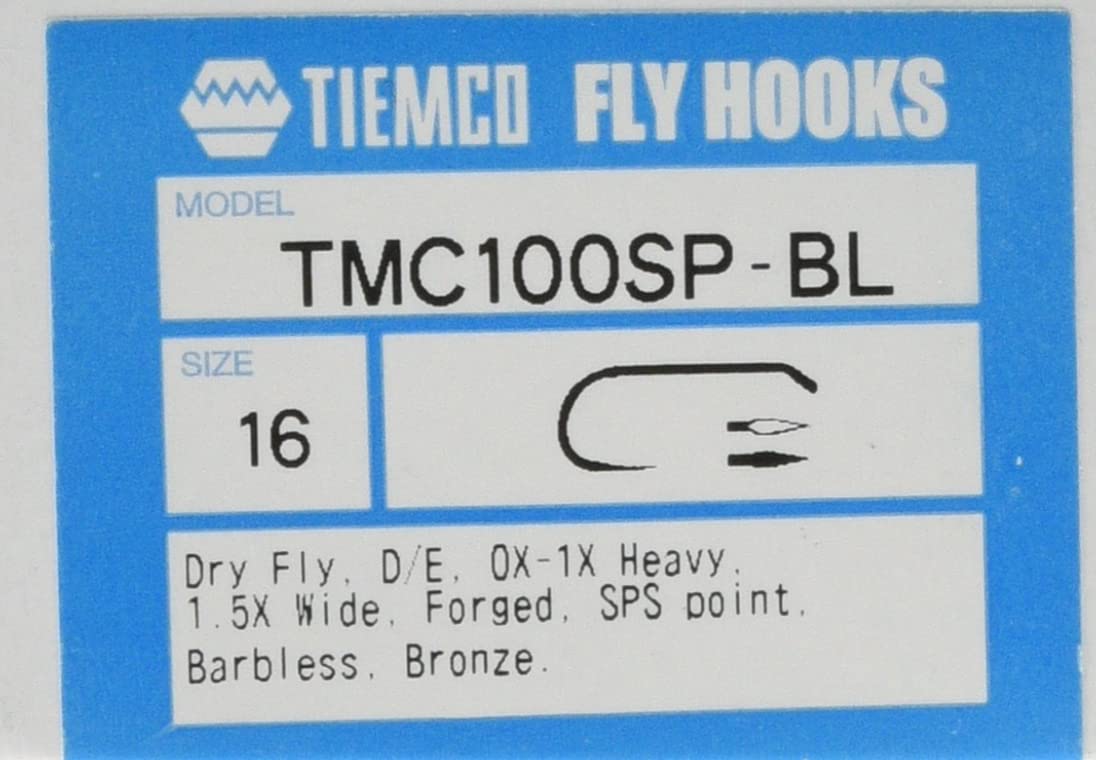 TIEMCO FLY HOOKS
MODEL
TMC100SP-BL
SIZE
16
Dry Fly, D/E, 0X-1X Heavy,
1.5X Wide, Forged, SPS point,
Barbless, Bronze.